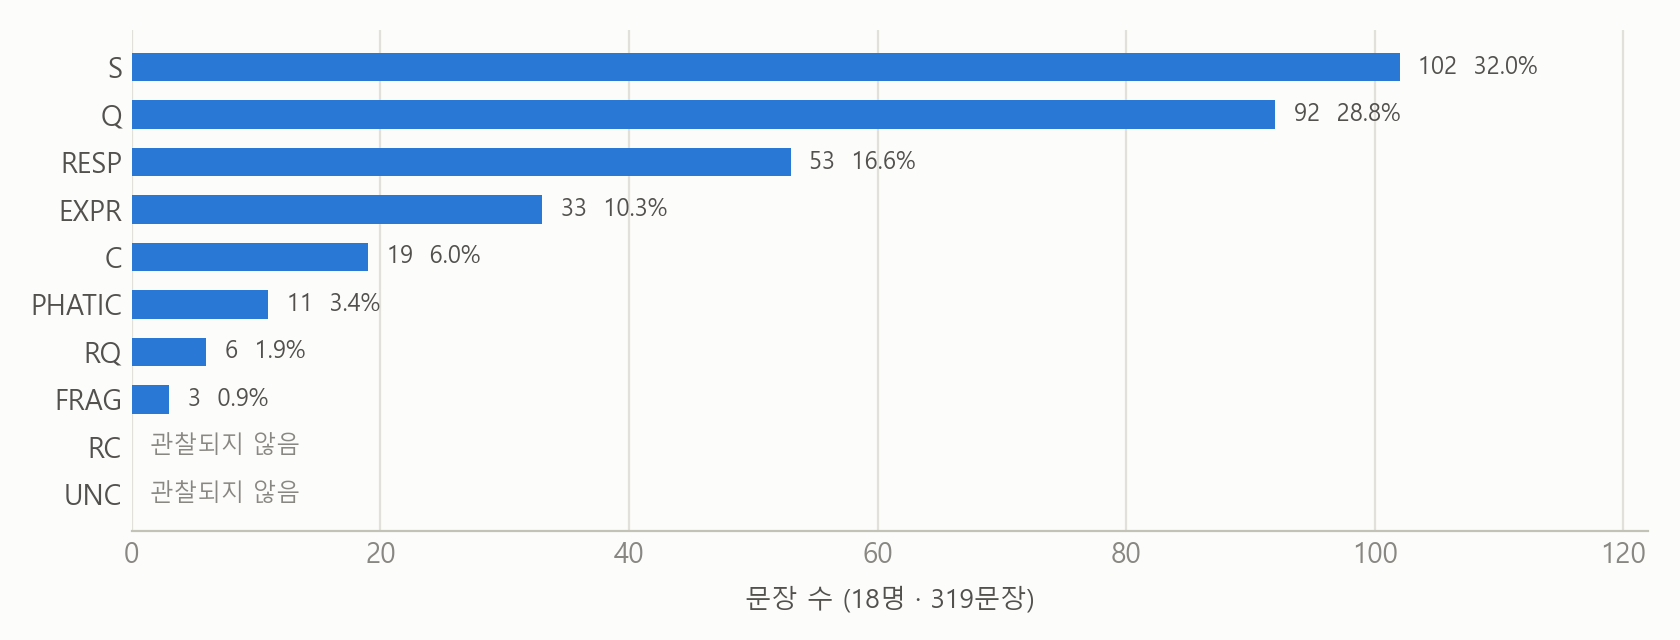 S 102 32.0%
Q 92 28.8%
RESP 53 16.6%
EXPR 33 10.3%
C 19 6.0%
PHATIC 11 3.4%
RQ 6 1.9%
FRAG 3 0.9%
RC 관찰되지 않음
UNC 관찰되지 않음
0 20 40 60 80 100 120
문장 수 (18명 · 319문장)